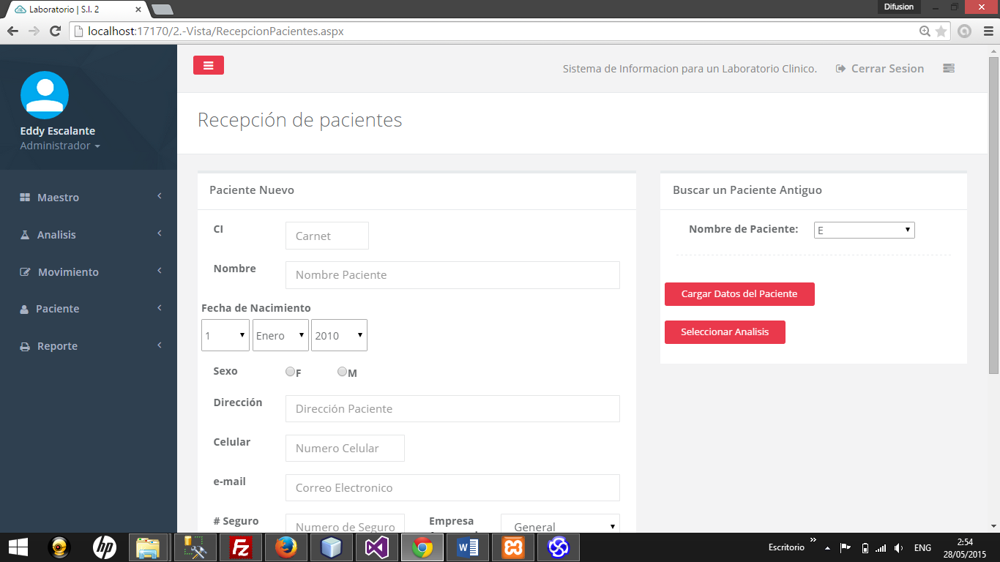 Laboratorio | S.I. 2
Difusion
localhost:17170/2.-Vista/RecepcionPacientes.aspx
Sistema de Informacion para un Laboratorio Clinico.
Cerrar Sesion
Eddy Escalante
Administrador
Maestro
Analisis
Movimiento
Paciente
Reporte
Recepción de pacientes
Paciente Nuevo
CI
Carnet
Nombre
Nombre Paciente
Fecha de Nacimiento
1 Enero 2010
Sexo
F M
Dirección
Dirección Paciente
Celular
Numero Celular
e-mail
Correo Electronico
# Seguro
Numero de Seguro
Empresa
General
Buscar un Paciente Antiguo
Nombre de Paciente:
E
Cargar Datos del Paciente
Seleccionar Analisis
Escritorio
ENG
2:54
28/05/2015